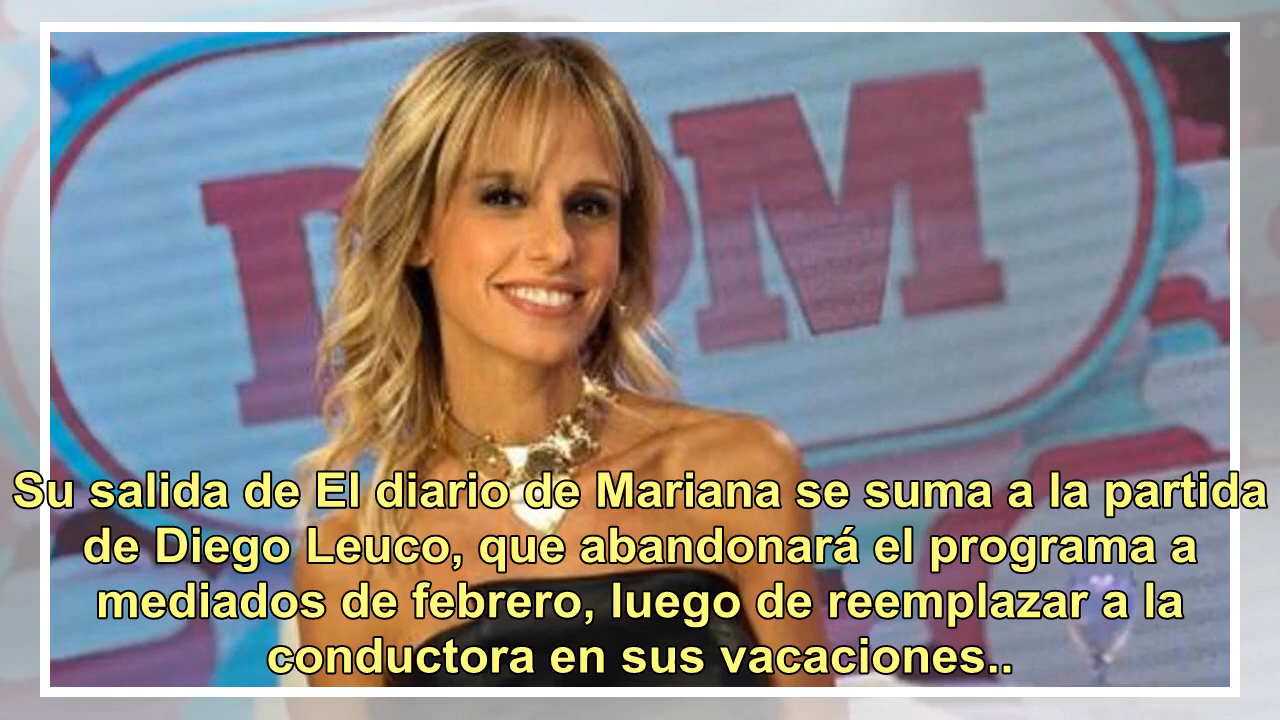 DDM
Su salida de El diario de Mariana se suma a la partida
de Diego Leuco, que abandonará el programa a
mediados de febrero, luego de reemplazar a la
conductora en sus vacaciones..